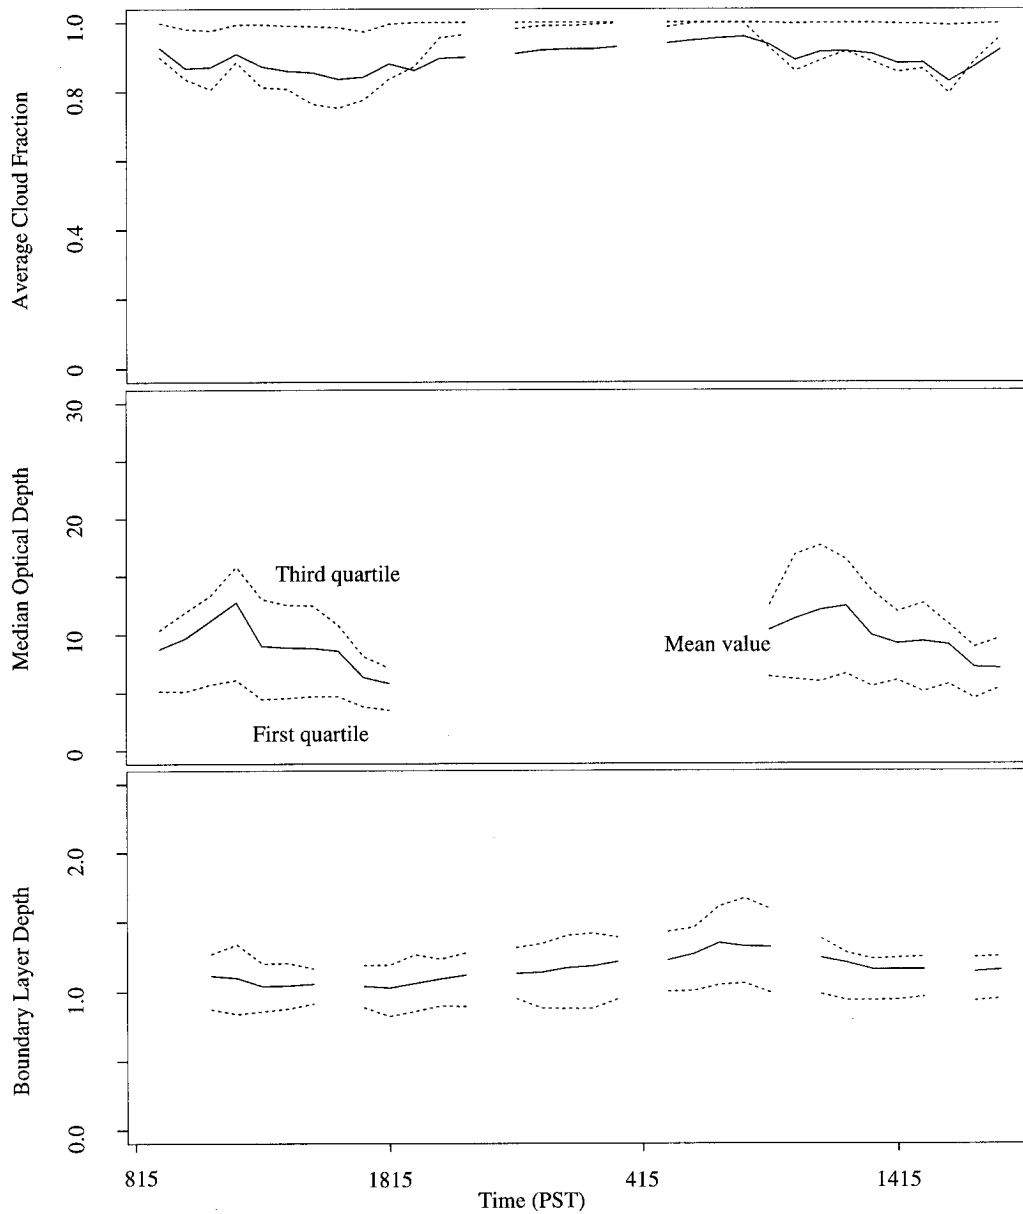 Average Cloud Fraction
1.0
0.8
0.4
0
Median Optical Depth
30
20
10
0
Third quartile
First quartile
Mean value
Boundary Layer Depth
2.0
1.0
0.0
815
1815
415
1415
Time (PST)